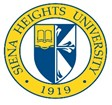 SIENA HEIGHTS UNIVERSITY
• 1919 •